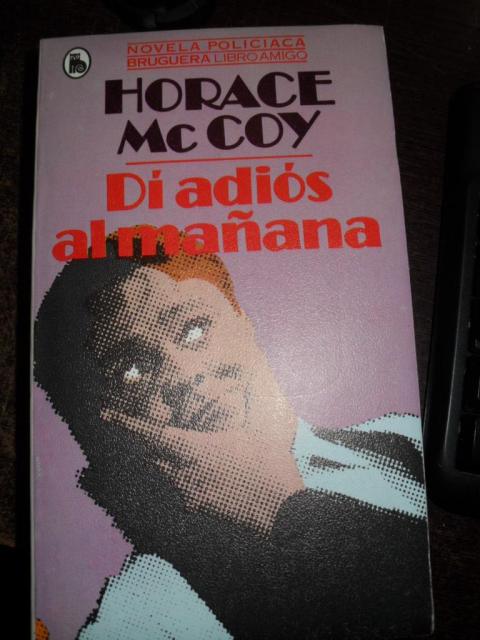 NOVELA POLICIACA
BRUGUERA LIBRO AMIGO
HORACE
Mc COY
Dí adiós
al mañana